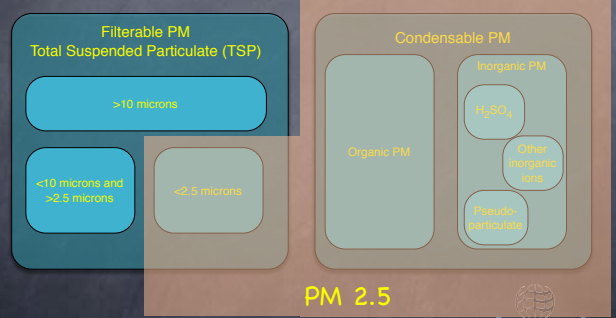 Filterable PM
Total Suspended Particulate (TSP)
>10 microns
<10 microns and
>2.5 microns
<2.5 microns
Condensable PM
Organic PM
Inorganic PM
H₂SO₄
Other
inorganic
ions
Pseudo-
particulate
PM 2.5